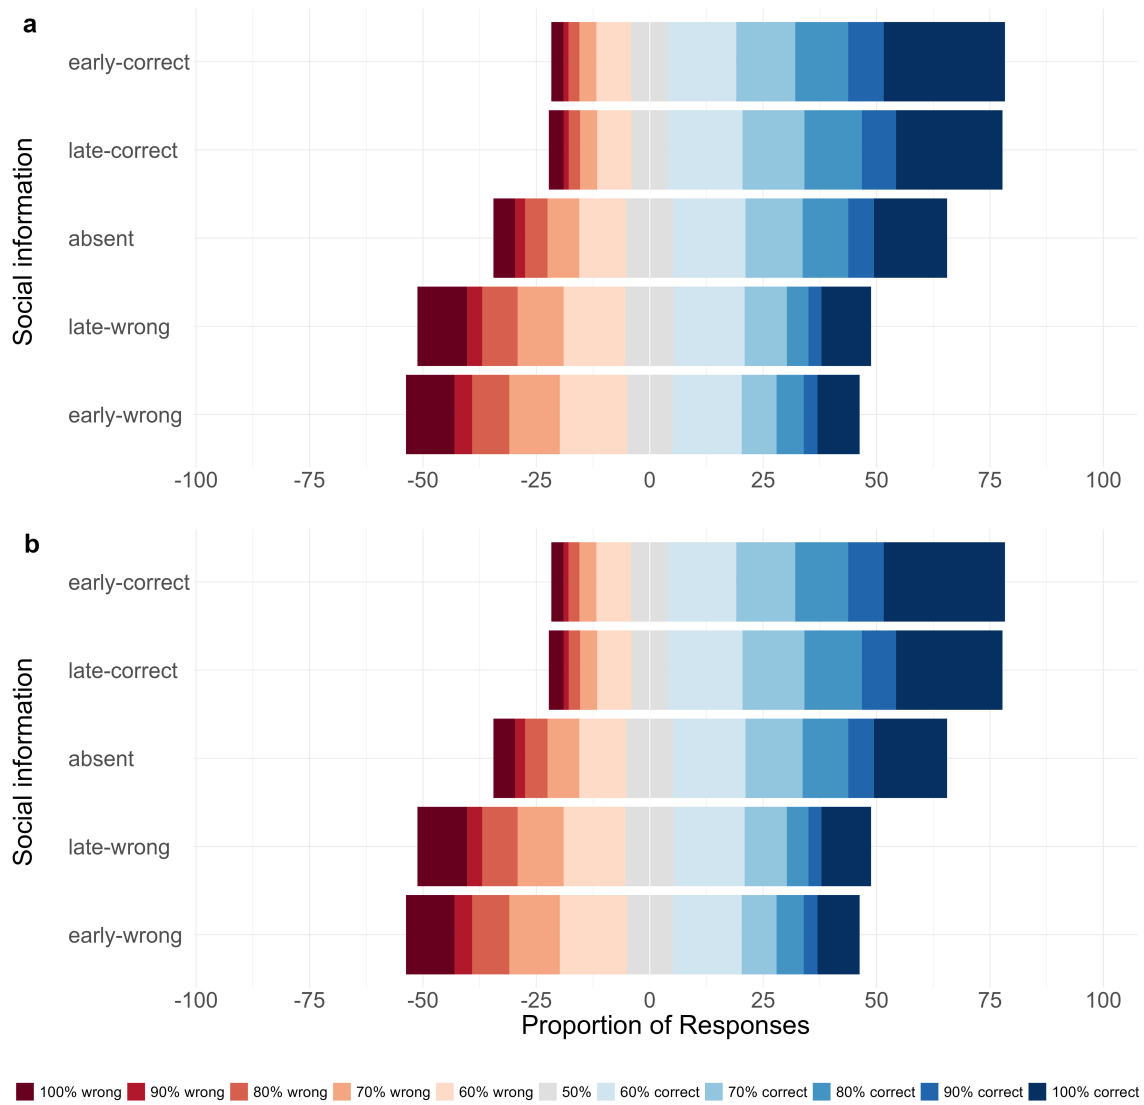 a
Social information
early-correct
late-correct
absent
late-wrong
early-wrong
-100 -75 -50 -25 0 25 50 75 100
b
Social information
early-correct
late-correct
absent
late-wrong
early-wrong
-100 -75 -50 -25 0 25 50 75 100
Proportion of Responses
100% wrong 90% wrong 80% wrong 70% wrong 60% wrong 50% 60% correct 70% correct 80% correct 90% correct 100% correct